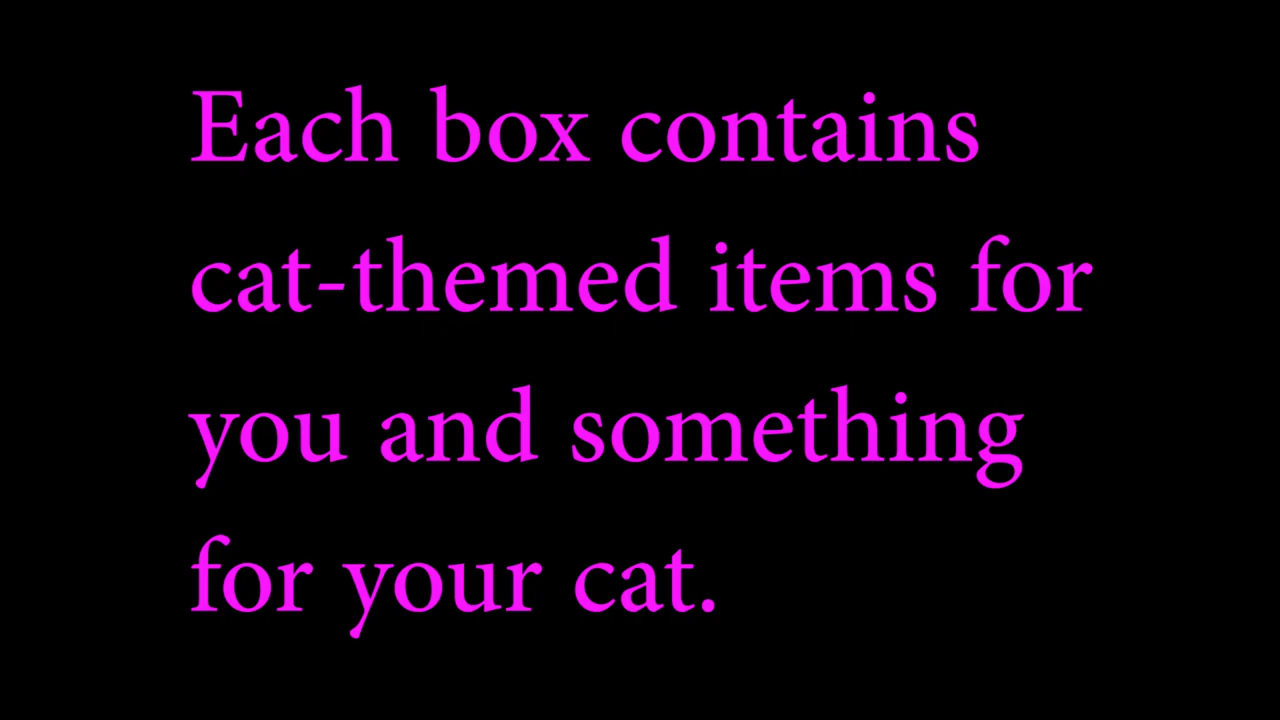 Each box contains
cat-themed items for
you and something
for your cat.